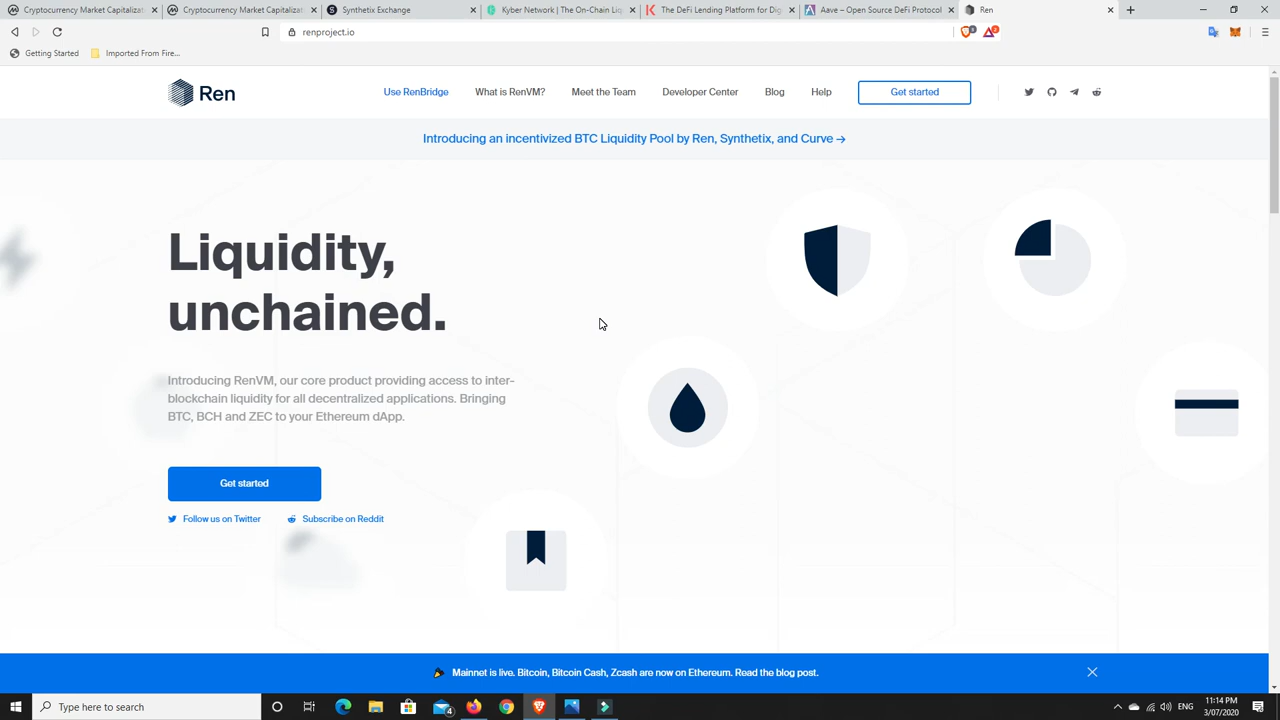 Cryptocurrency Market Capitalizat
Cryptocurrency Market Capitalizat
Synthetix Exchange
Kyber Network | The On-Chain Liq
The DeFi Lending Platform for Dig
Aave – Open Source DeFi Protocol
Ren
renproject.io
Getting Started
Imported From Fire...
Ren
Use RenBridge
What is RenVM?
Meet the Team
Developer Center
Blog
Help
Get started
Introducing an incentivized BTC Liquidity Pool by Ren, Synthetix, and Curve →
Liquidity,
unchained.
Introducing RenVM, our core product providing access to inter-
blockchain liquidity for all decentralized applications. Bringing
BTC, BCH and ZEC to your Ethereum dApp.
Get started
Follow us on Twitter
Subscribe on Reddit
Mainnet is live. Bitcoin, Bitcoin Cash, Zcash are now on Ethereum. Read the blog post.
Type here to search
4
ENG
11:14 PM
3/07/2020